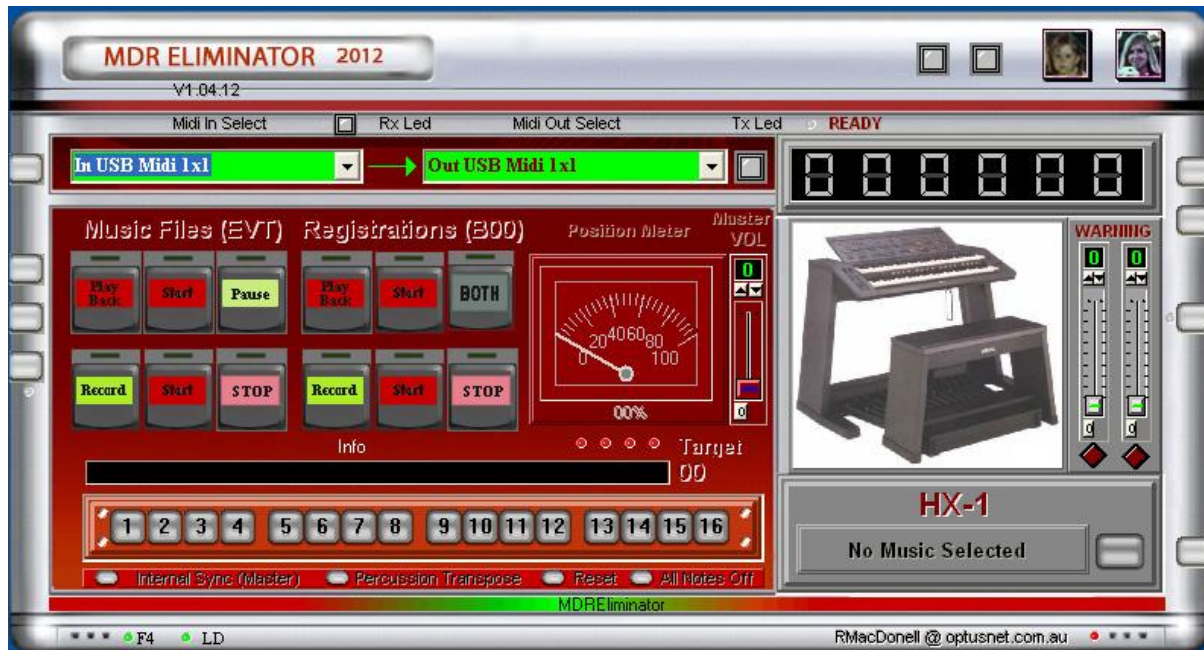 MDR ELIMINATOR 2012
V1.04.12
Midi In Select Rx Led Midi Out Select Tx Led READY
In USB Midi 1x1 Out USB Midi 1x1
Music Files (EVT) Registrations (B00) Position Meter Master VOL
WARNING
0 0 0
Play Back Start Pause Play Back Start BOTH
0 20 40 60 80 100
Record Start STOP Record Start STOP
00%
0 0 0
Info Target
00
1 2 3 4 5 6 7 8 9 10 11 12 13 14 15 16
HX-1
No Music Selected
Internal Sync (Master) Percussion Transpose Reset All Notes Off
MDREliminator
F4 LD RMacDonell @ optusnet.com.au